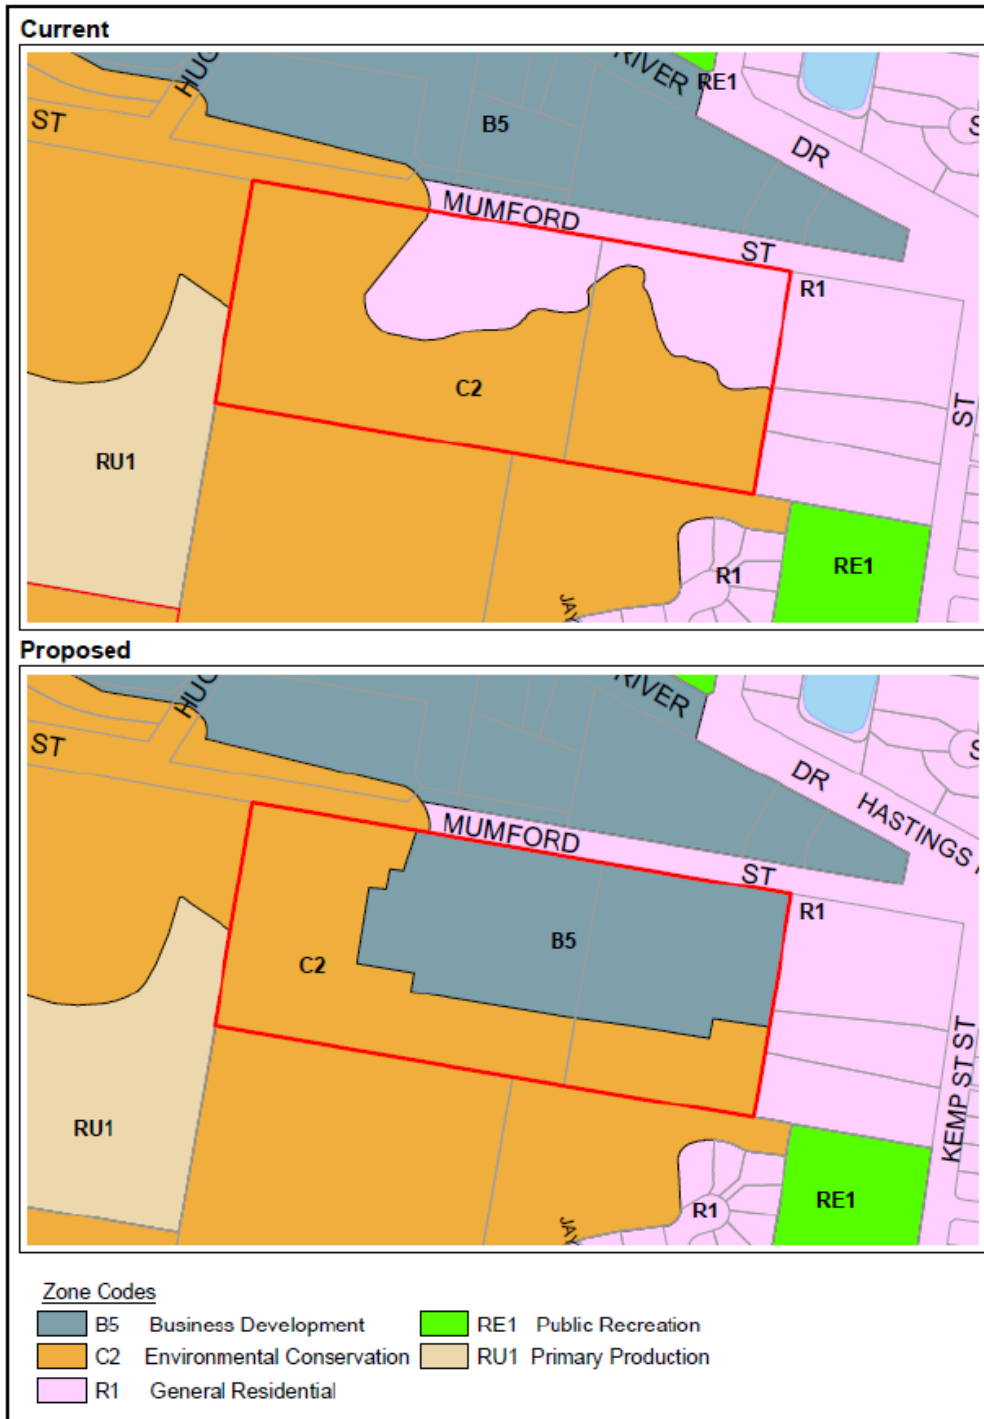 Current
HUG
RIVER
RE1
ST
B5
S
DR
MUMFORD
ST
R1
C2
ST
RU1
RE1
R1
JAY
Proposed
HUG
RIVER
ST
S
DR
HASTINGS
MUMFORD
ST
R1
B5
C2
KEMP ST ST
RU1
RE1
R1
JAY
Zone Codes
B5 Business Development RE1 Public Recreation
C2 Environmental Conservation RU1 Primary Production
R1 General Residential